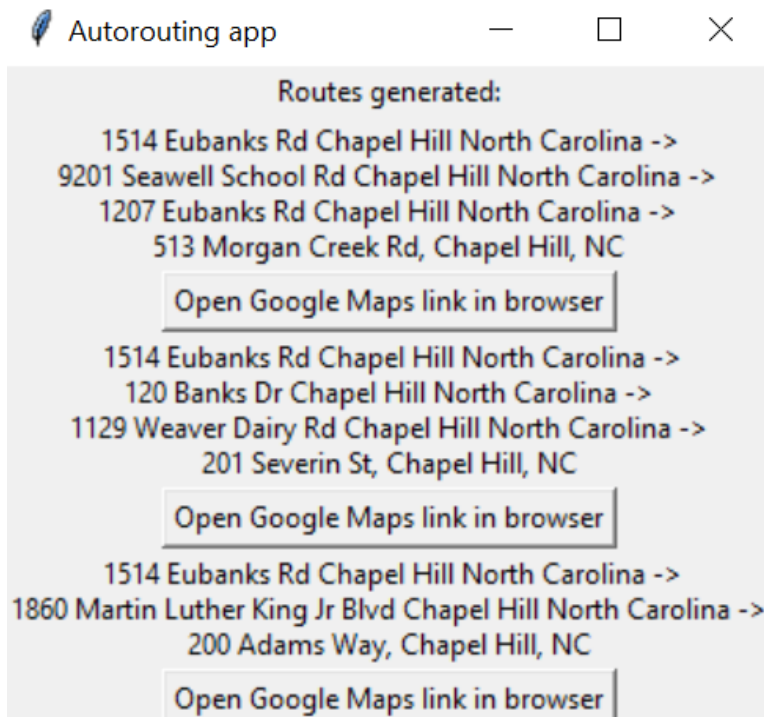 Autorouting app
Routes generated:
1514 Eubanks Rd Chapel Hill North Carolina ->
9201 Seawell School Rd Chapel Hill North Carolina ->
1207 Eubanks Rd Chapel Hill North Carolina ->
513 Morgan Creek Rd, Chapel Hill, NC
Open Google Maps link in browser
1514 Eubanks Rd Chapel Hill North Carolina ->
120 Banks Dr Chapel Hill North Carolina ->
1129 Weaver Dairy Rd Chapel Hill North Carolina ->
201 Severin St, Chapel Hill, NC
Open Google Maps link in browser
1514 Eubanks Rd Chapel Hill North Carolina ->
1860 Martin Luther King Jr Blvd Chapel Hill North Carolina ->
200 Adams Way, Chapel Hill, NC
Open Google Maps link in browser